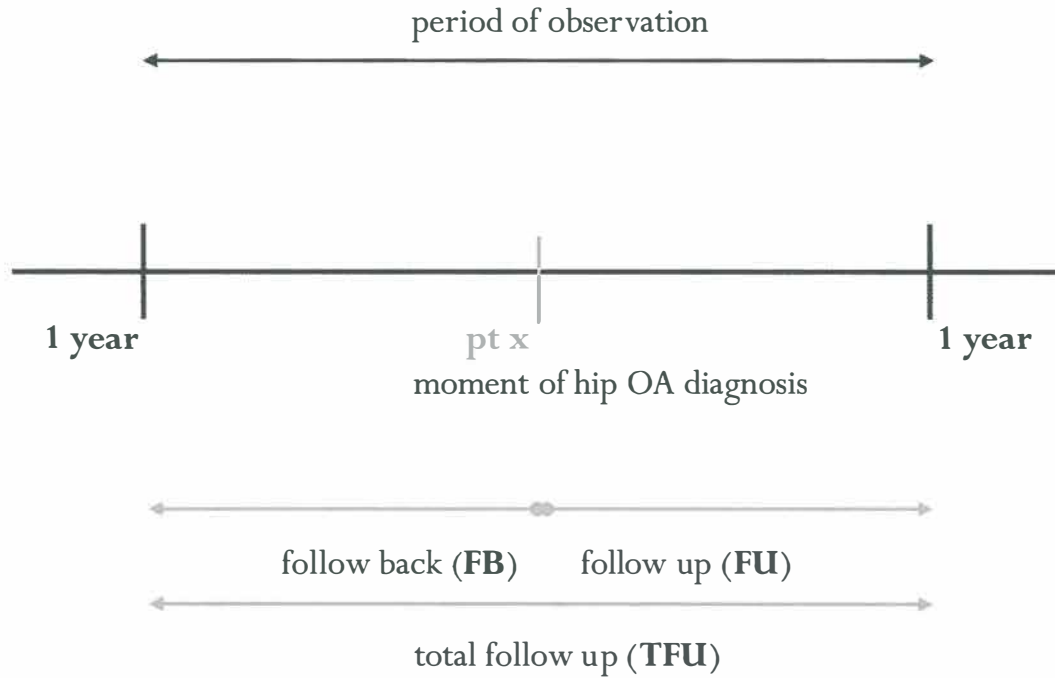 period of observation
1 year
pt x
1 year
moment of hip OA diagnosis
follow back (FB)
follow up (FU)
total follow up (TFU)